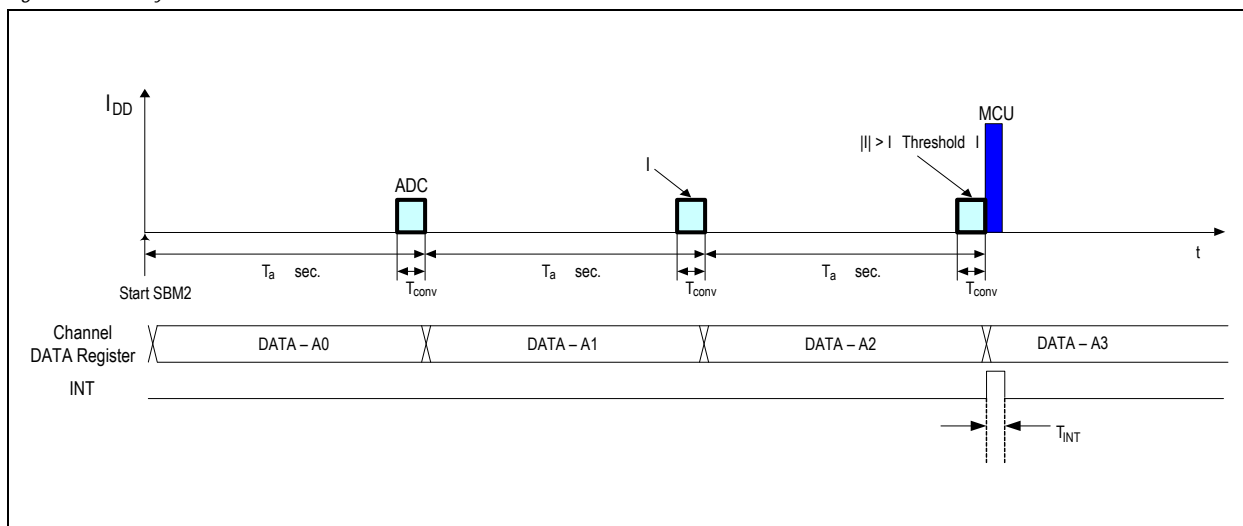 I DD
MCU
|I| > I Threshold I
ADC
I
t
Ta sec.
Ta sec.
Ta sec.
Tconv
Tconv
Tconv
Start SBM2
Channel
DATA Register
DATA – A0
DATA – A1
DATA – A2
DATA – A3
INT
TINT